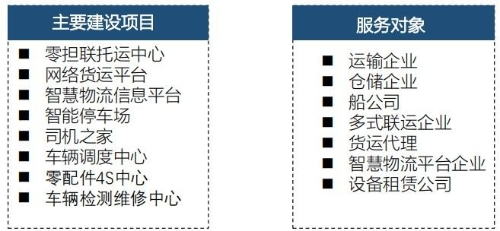 主要建设项目
■ 零担联托运中心
■ 网络货运平台
■ 智慧物流信息平台
■ 智能停车场
■ 司机之家
■ 车辆调度中心
■ 零配件4S中心
■ 车辆检测维修中心
服务对象
■ 运输企业
■ 仓储企业
■ 船公司
■ 多式联运企业
■ 货运代理
■ 智慧物流平台企业
■ 设备租赁公司